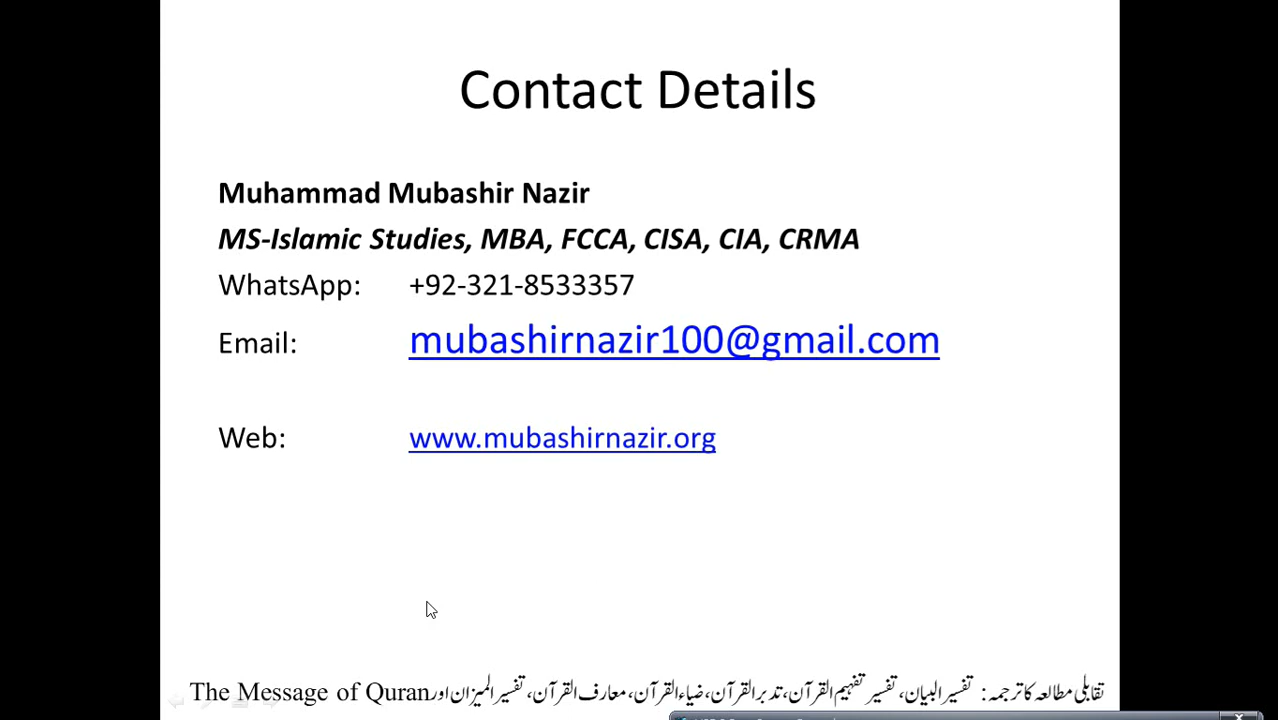 Contact Details
Muhammad Mubashir Nazir
MS-Islamic Studies, MBA, FCCA, CISA, CIA, CRMA
WhatsApp: +92-321-8533357
Email: mubashirnazir100@gmail.com
Web: www.mubashirnazir.org
تقابلی مطالعہ کا ترجمہ: تفسیر البیان، تفسیر تفہیم القرآن، تدبر القرآن، ضیاء القرآن، معارف القرآن، تفسیر المیزان اور The Message of Quran